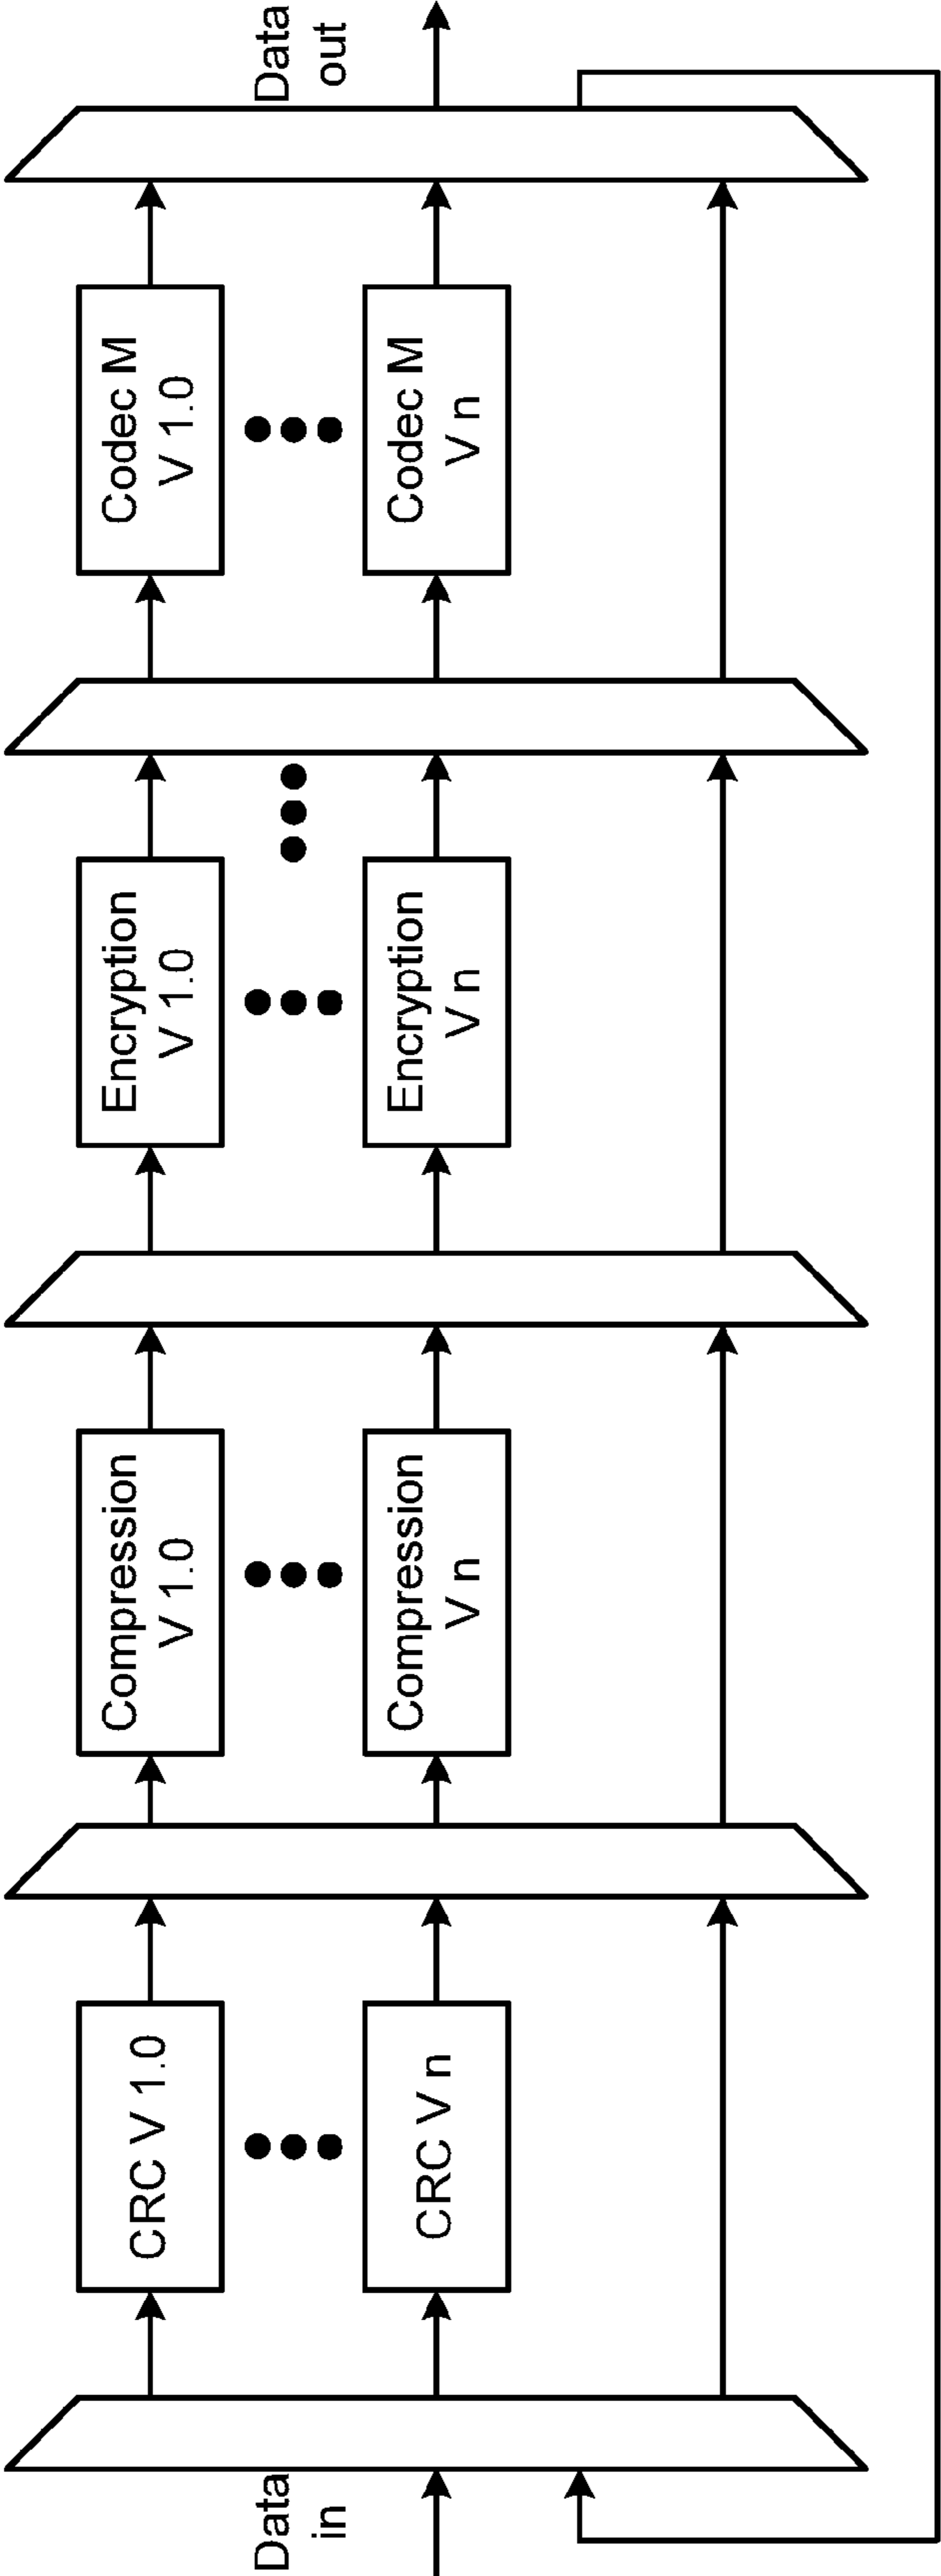 Data
in
CRC V 1.0
CRC V n
Compression
V 1.0
Compression
V n
Encryption
V 1.0
Encryption
V n
Codec M
V 1.0
Codec M
V n
Data
out